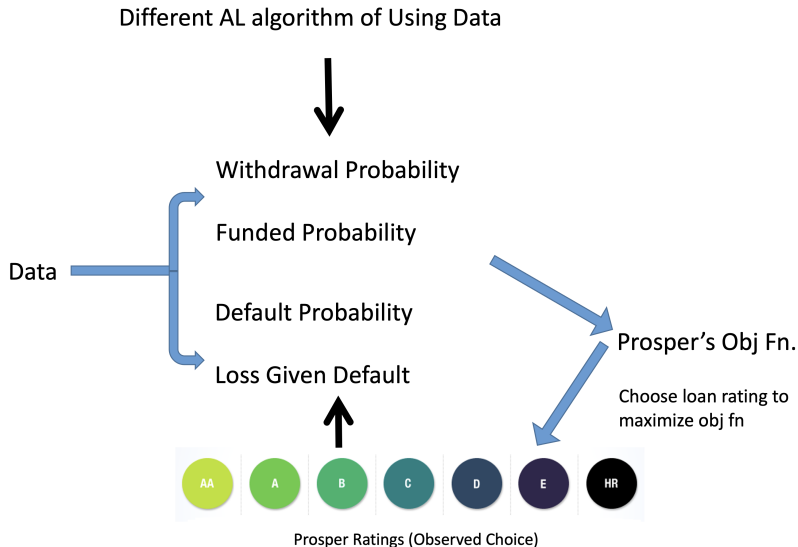 Different AL algorithm of Using Data
Withdrawal Probability
Funded Probability
Data
Default Probability
Prosper's Obj Fn.
Loss Given Default
Choose loan rating to
maximize obj fn
AA A B C D E HR
Prosper Ratings (Observed Choice)